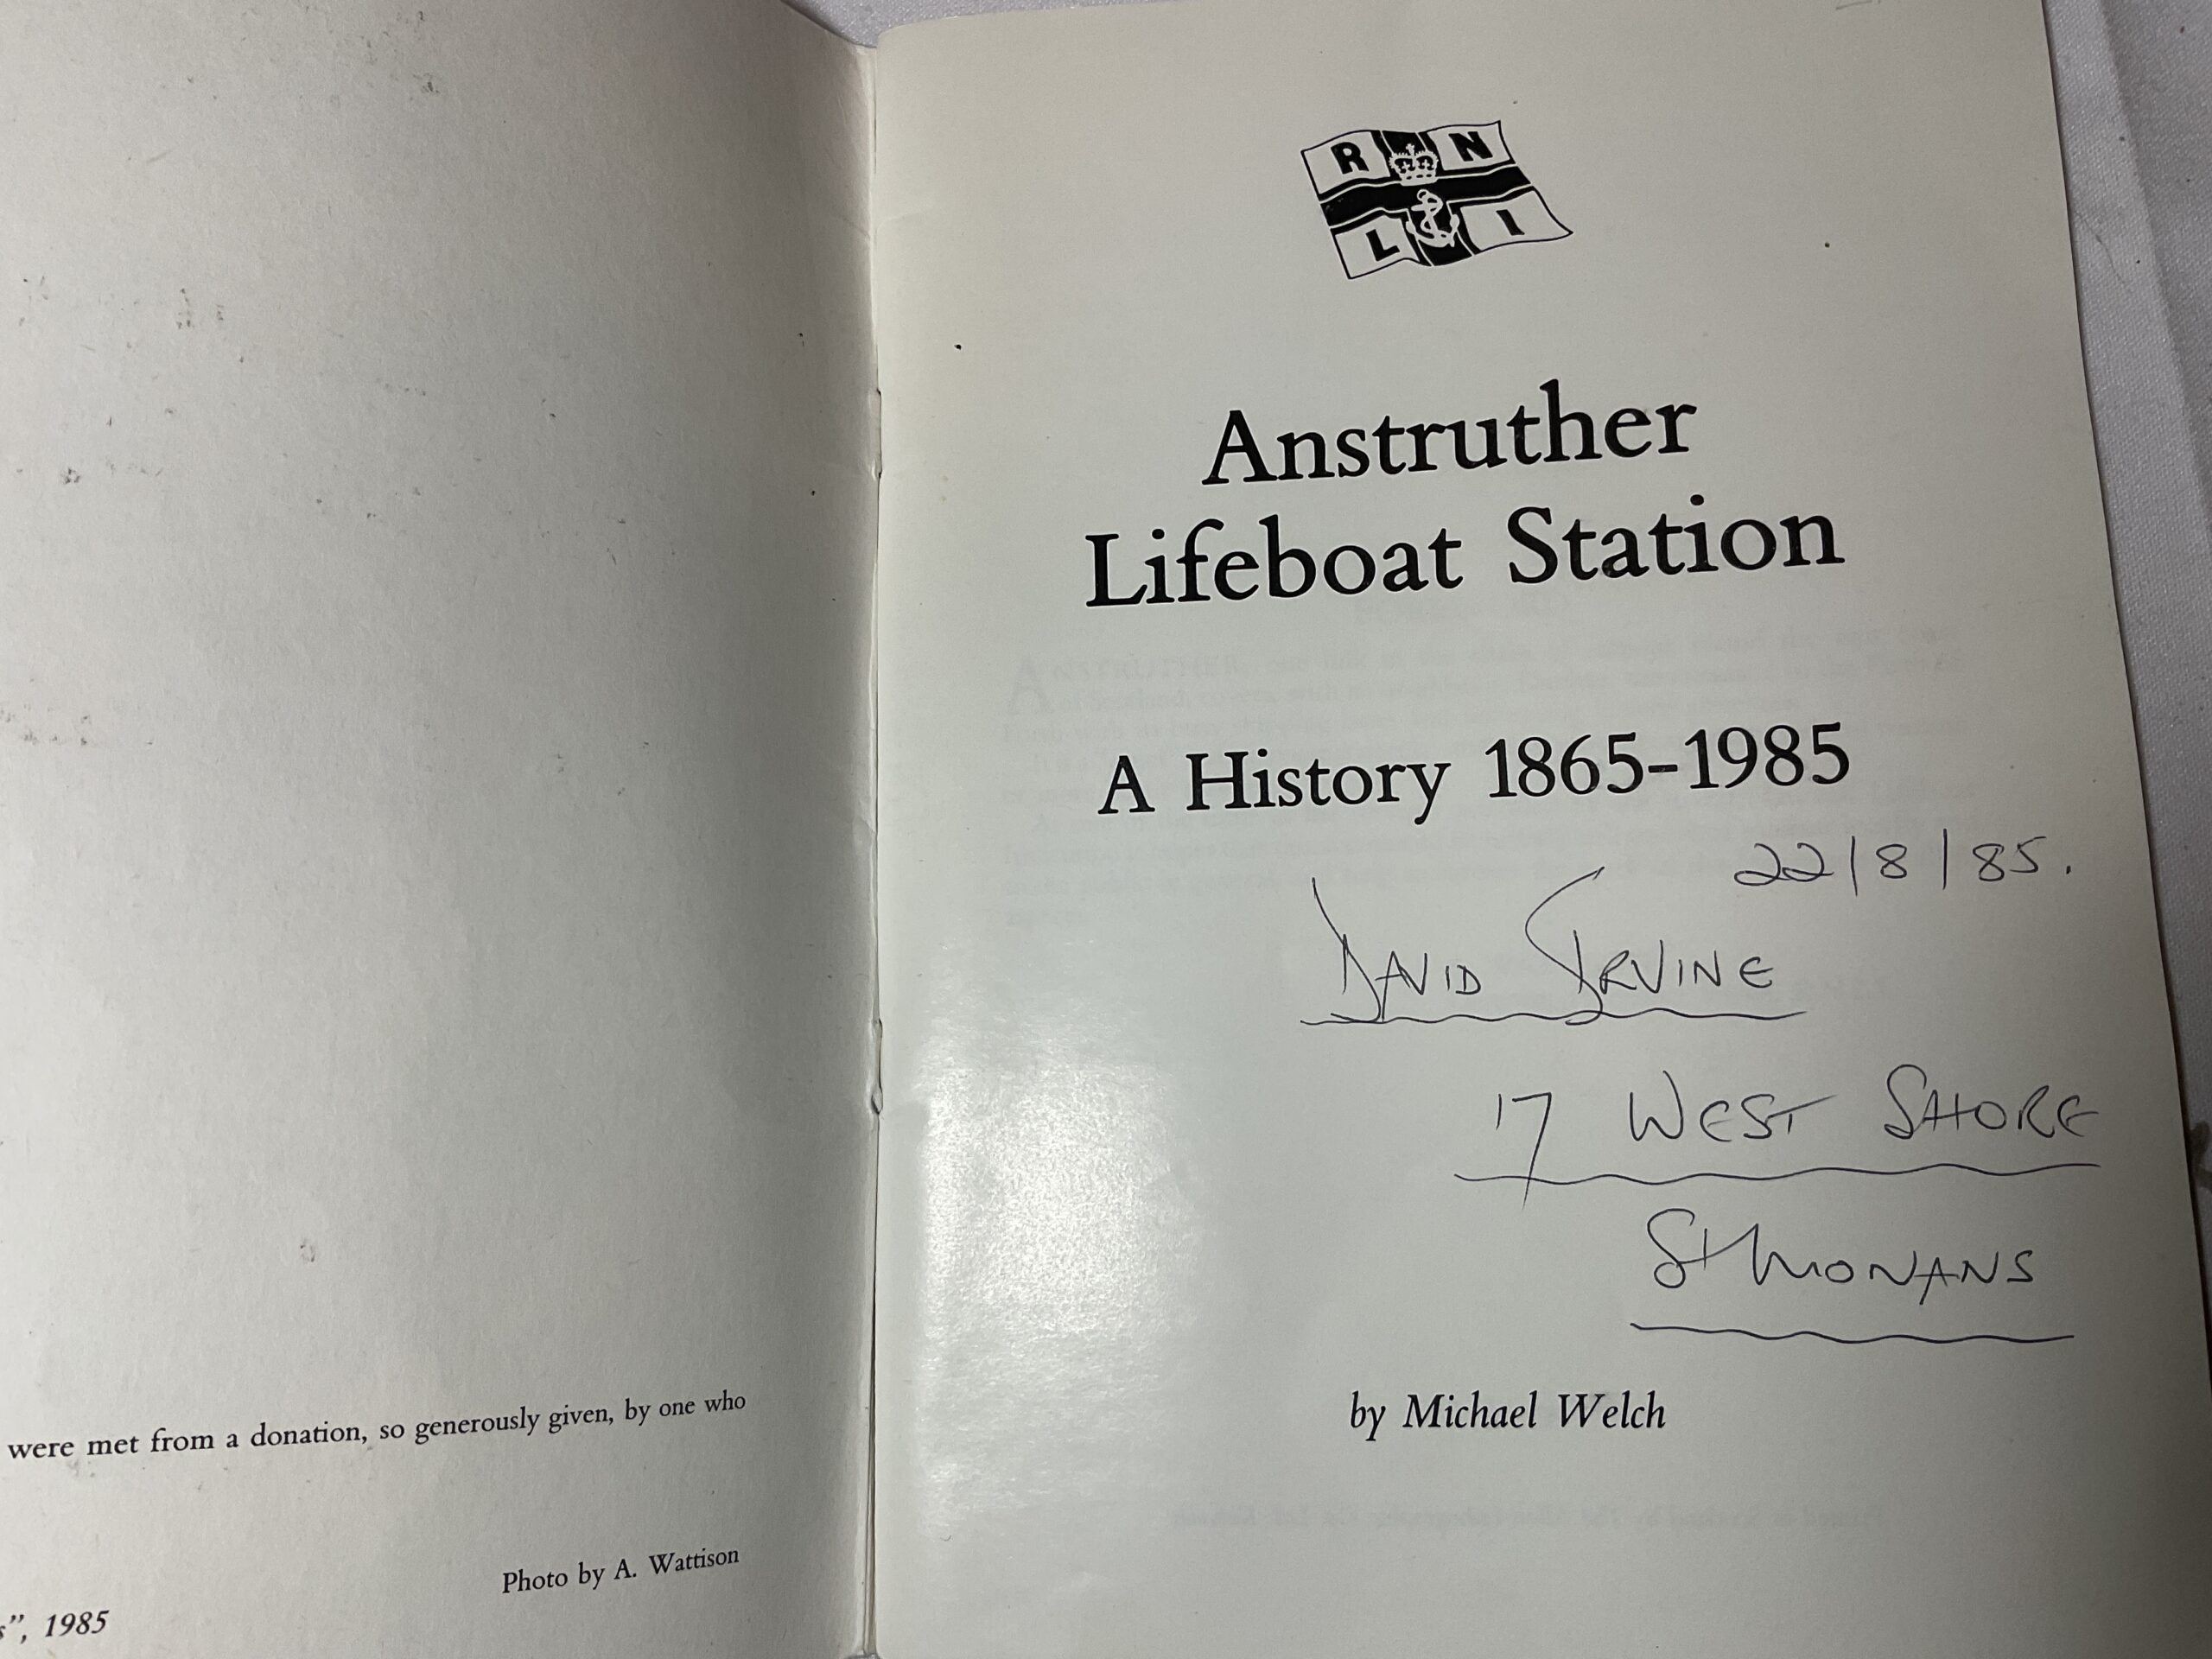 were met from a donation, so generously given, by one who
Photo by A. Wattison
", 1985
R N
L I
Anstruther
Lifeboat Station
A History 1865-1985
22/8/85.
DAVID IRVINE
17 WEST SHORE
St MONANS
by Michael Welch